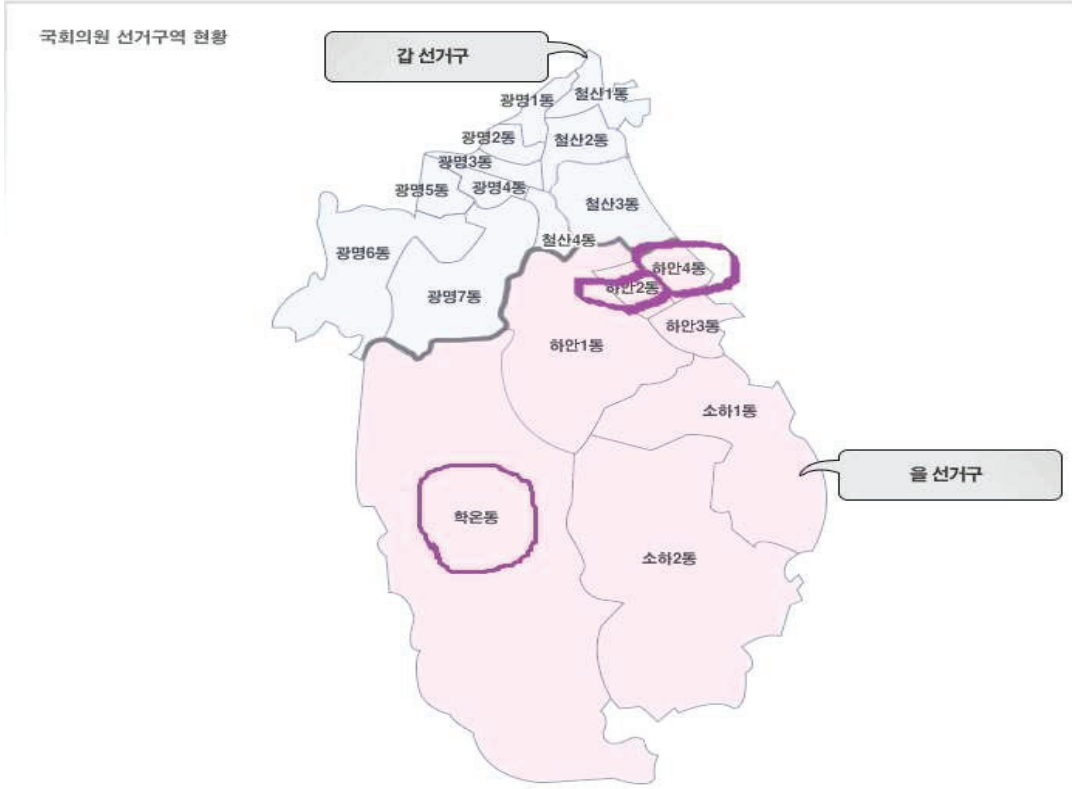 국회의원 선거구역 현황
갑 선거구
광명1동
철산1동
광명2동
철산2동
광명3동
광명5동
광명4동
철산3동
철산4동
광명6동
하안4동
하안2동
광명7동
하안3동
하안1동
소하1동
을 선거구
학온동
소하2동